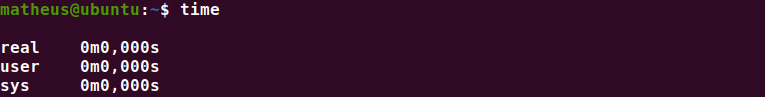 matheus@ubuntu:~$ time
real 0m0,000s
user 0m0,000s
sys 0m0,000s